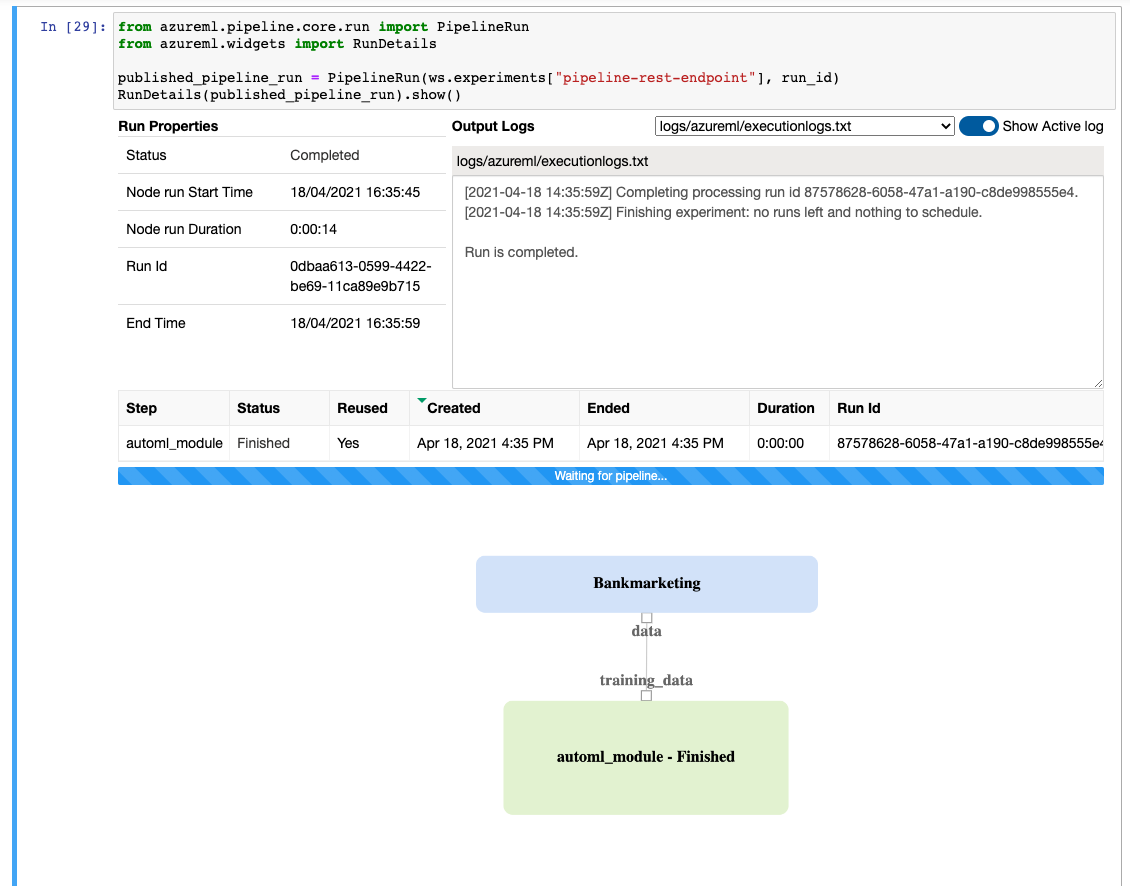 In [29]:
from azureml.pipeline.core.run import PipelineRun
from azureml.widgets import RunDetails
published_pipeline_run = PipelineRun(ws.experiments["pipeline-rest-endpoint"], run_id)
RunDetails(published_pipeline_run).show()
Run Properties
Status Completed
Node run Start Time 18/04/2021 16:35:45
Node run Duration 0:00:14
Run Id 0dbaa613-0599-4422-
be69-11ca89e9b715
End Time 18/04/2021 16:35:59
Output Logs logs/azureml/executionlogs.txt Show Active log
logs/azureml/executionlogs.txt
[2021-04-18 14:35:59Z] Completing processing run id 87578628-6058-47a1-a190-c8de998555e4.
[2021-04-18 14:35:59Z] Finishing experiment: no runs left and nothing to schedule.
Run is completed.
Step Status Reused Created Ended Duration Run Id
automl_module Finished Yes Apr 18, 2021 4:35 PM Apr 18, 2021 4:35 PM 0:00:00 87578628-6058-47a1-a190-c8de998555e4
Waiting for pipeline...
Bankmarketing
data
training_data
automl_module - Finished